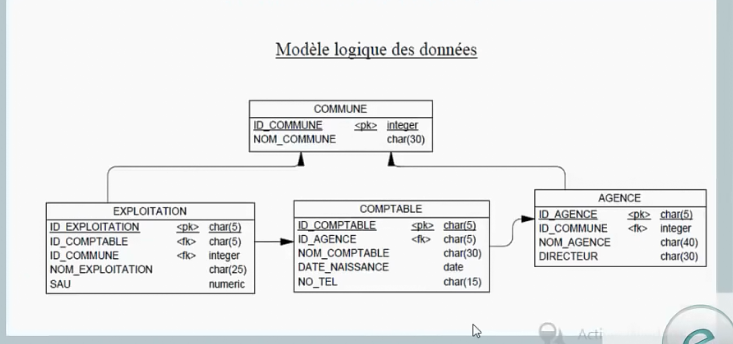 Modèle logique des données
COMMUNE
ID_COMMUNE <pk> integer
NOM_COMMUNE char(30)
EXPLOITATION
ID_EXPLOITATION <pk> char(5)
ID_COMPTABLE <fk> char(5)
ID_COMMUNE <fk> integer
NOM_EXPLOITATION char(25)
SAU numeric
COMPTABLE
ID_COMPTABLE <pk> char(5)
ID_AGENCE <fk> char(5)
NOM_COMPTABLE char(30)
DATE_NAISSANCE date
NO_TEL char(15)
AGENCE
ID_AGENCE <pk> char(5)
ID_COMMUNE <fk> integer
NOM_AGENCE char(40)
DIRECTEUR char(30)